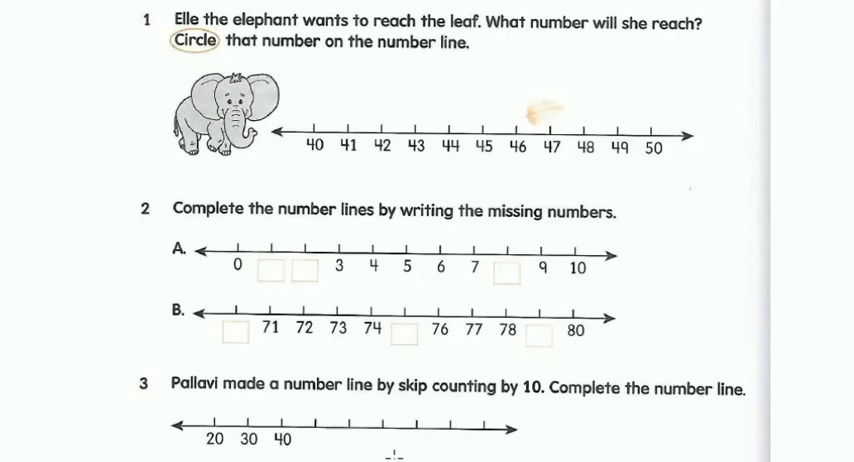 1 Elle the elephant wants to reach the leaf. What number will she reach?
Circle that number on the number line.
40 41 42 43 44 45 46 47 48 49 50
2 Complete the number lines by writing the missing numbers.
A.
0 3 4 5 6 7 9 10
B.
71 72 73 74 76 77 78 80
3 Pallavi made a number line by skip counting by 10. Complete the number line.
20 30 40